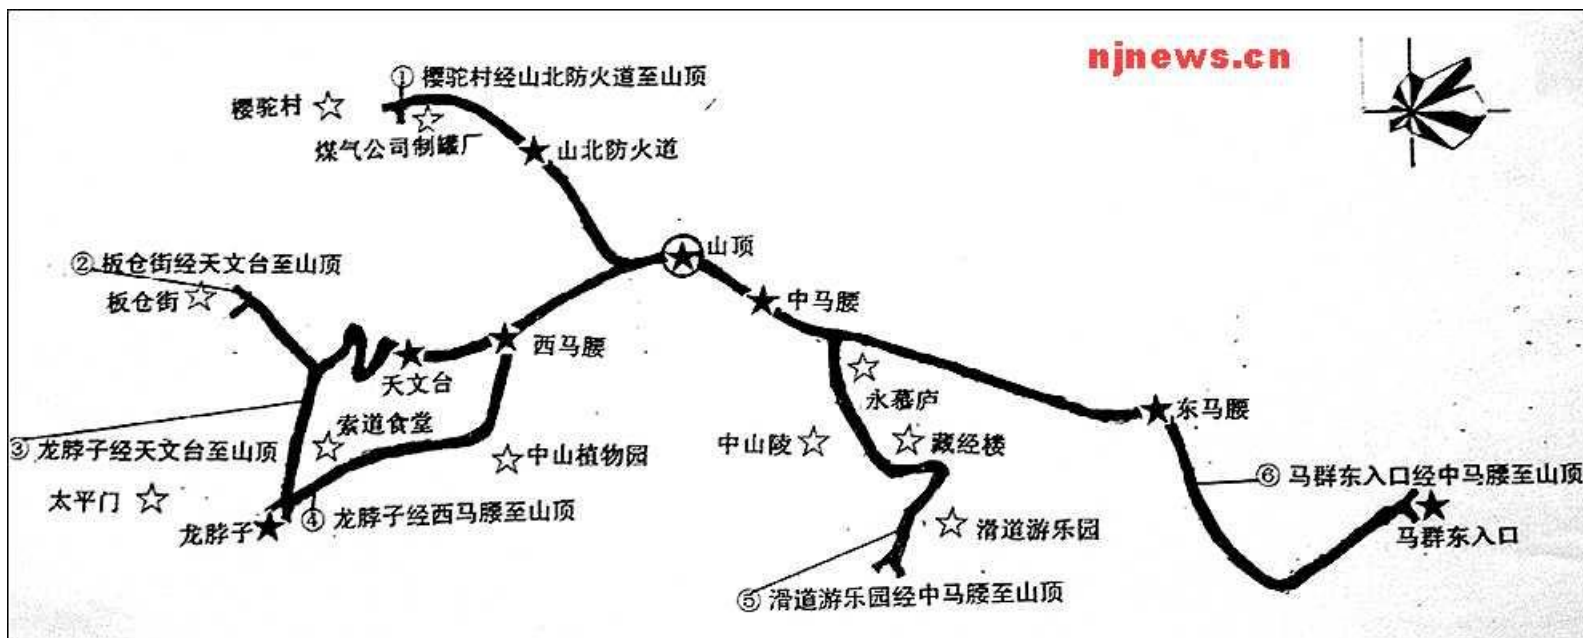 njnews.cn
① 樱驼村经山北防火道至山顶
樱驼村
煤气公司制罐厂
山北防火道
山顶
② 板仓街经天文台至山顶
板仓街
中马腰
西马腰
天文台
永慕庐
东马腰
索道食堂
③ 龙脖子经天文台至山顶
中山陵
藏经楼
中山植物园
⑥ 马群东入口经中马腰至山顶
太平门
④ 龙脖子经西马腰至山顶
龙脖子
滑道游乐园
马群东入口
⑤ 滑道游乐园经中马腰至山顶